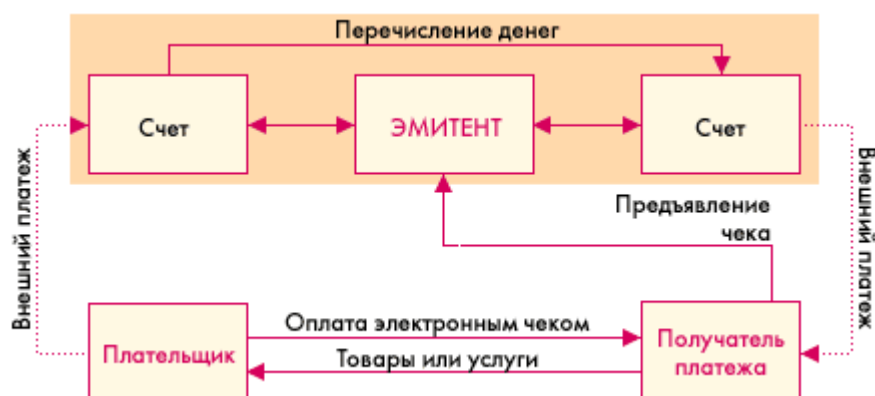 Перечисление денег
Счет
ЭМИТЕНТ
Счет
Внешний платеж
Внешний платеж
Предъявление
чека
Плательщик
Оплата электронным чеком
Товары или услуги
Получатель
платежа